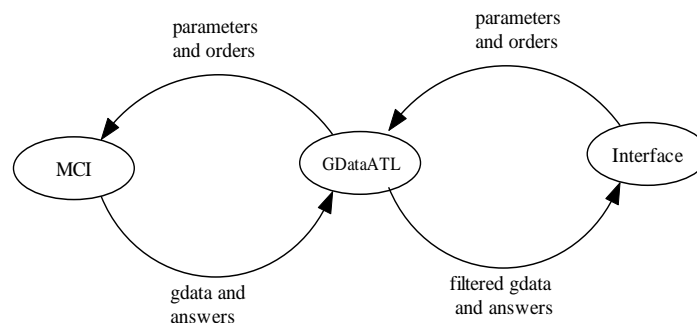 parameters
and orders
parameters
and orders
MCI
GDataATL
Interface
gdata and
answers
filtered gdata
and answers